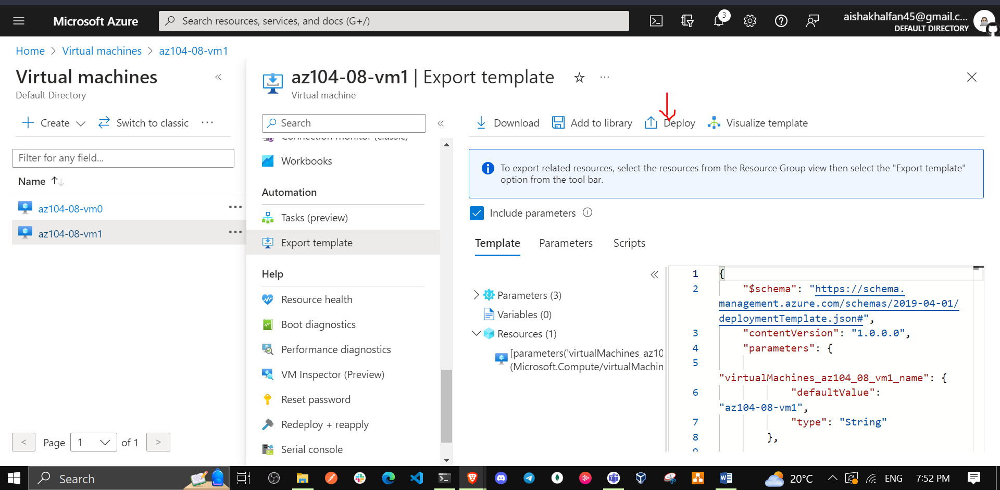 Microsoft Azure
Search resources, services, and docs (G+/)
3
aishakhalfan45@gmail.c...
DEFAULT DIRECTORY
Home > Virtual machines > az104-08-vm1
Virtual machines
Default Directory
Create
Switch to classic
Filter for any field...
Name
az104-08-vm0
az104-08-vm1
< Page 1 of 1 >
az104-08-vm1 | Export template
Virtual machine
Search
Connection monitor (classic)
Workbooks
Automation
Tasks (preview)
Export template
Help
Resource health
Boot diagnostics
Performance diagnostics
VM Inspector (Preview)
Reset password
Redeploy + reapply
Serial console
Download
Add to library
Deploy
Visualize template
To export related resources, select the resources from the Resource Group view then select the "Export template"
option from the tool bar.
Include parameters
Template Parameters Scripts
Parameters (3)
Variables (0)
Resources (1)
[parameters('virtualMachines_az10
(Microsoft.Compute/virtualMachin
1 {
2 "$schema": "https://schema.
management.azure.com/schemas/2019-04-01/
deploymentTemplate.json#",
3 "contentVersion": "1.0.0.0",
4 "parameters": {
5
"virtualMachines_az104_08_vm1_name": {
6 "defaultValue":
"az104-08-vm1",
7 "type": "String"
8 },
9
Search
20°C
ENG
7:52 PM